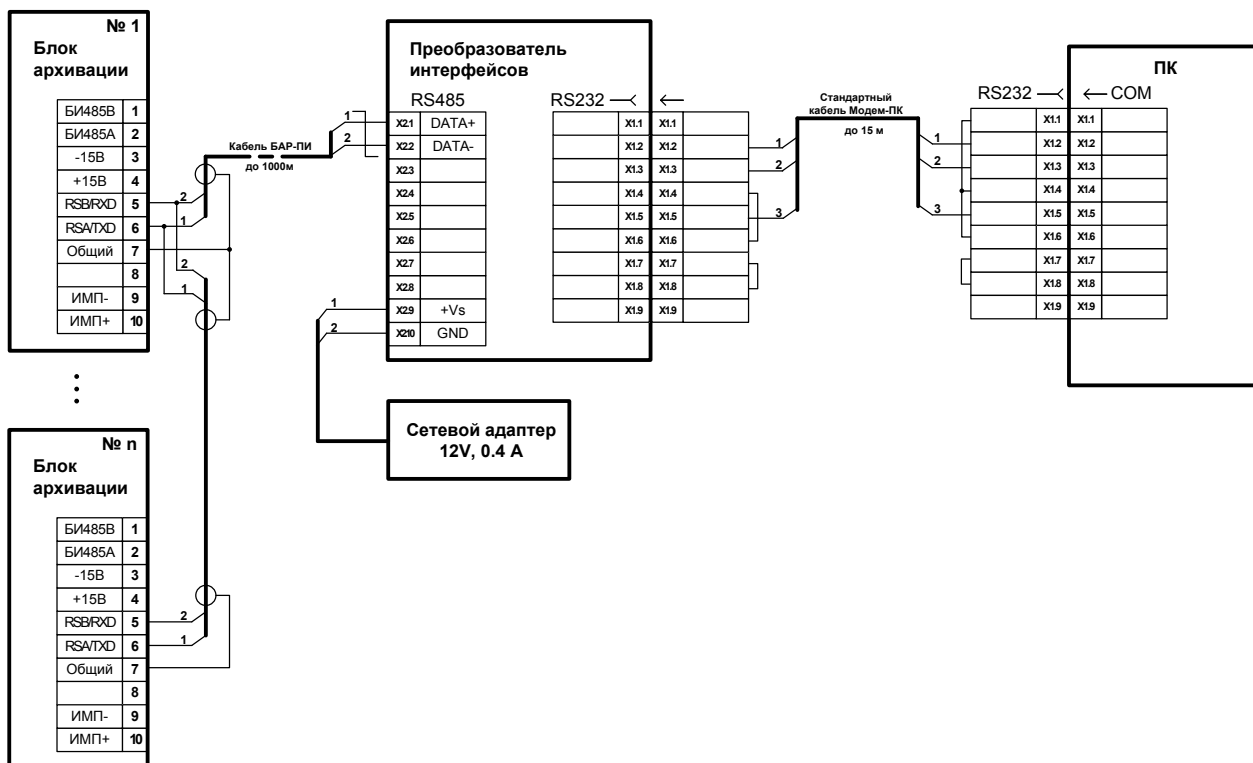 № 1
Блок
архивации
БИ485В 1
БИ485А 2
-15В 3
+15В 4
RSB/RXD 5
RSA/TXD 6
Общий 7
8
ИМП- 9
ИМП+ 10
2
1
2
1
Кабель БАР-ПИ
до 1000м
1
2
Преобразователь
интерфейсов
RS485
X2.1 DATA+
X2.2 DATA-
X2.3
X2.4
X2.5
X2.6
X2.7
X2.8
X2.9 +Vs
X2.10 GND
1
2
RS232
X1.1 X1.1
X1.2 X1.2
X1.3 X1.3
X1.4 X1.4
X1.5 X1.5
X1.6 X1.6
X1.7 X1.7
X1.8 X1.8
X1.9 X1.9
1
2
3
Стандартный
кабель Модем-ПК
до 15 м
1
2
3
ПК
RS232 COM
X1.1 X1.1
X1.2 X1.2
X1.3 X1.3
X1.4 X1.4
X1.5 X1.5
X1.6 X1.6
X1.7 X1.7
X1.8 X1.8
X1.9 X1.9
Сетевой адаптер
12V, 0.4 A
№ n
Блок
архивации
БИ485В 1
БИ485А 2
-15В 3
+15В 4
RSB/RXD 5
RSA/TXD 6
Общий 7
8
ИМП- 9
ИМП+ 10
2
1